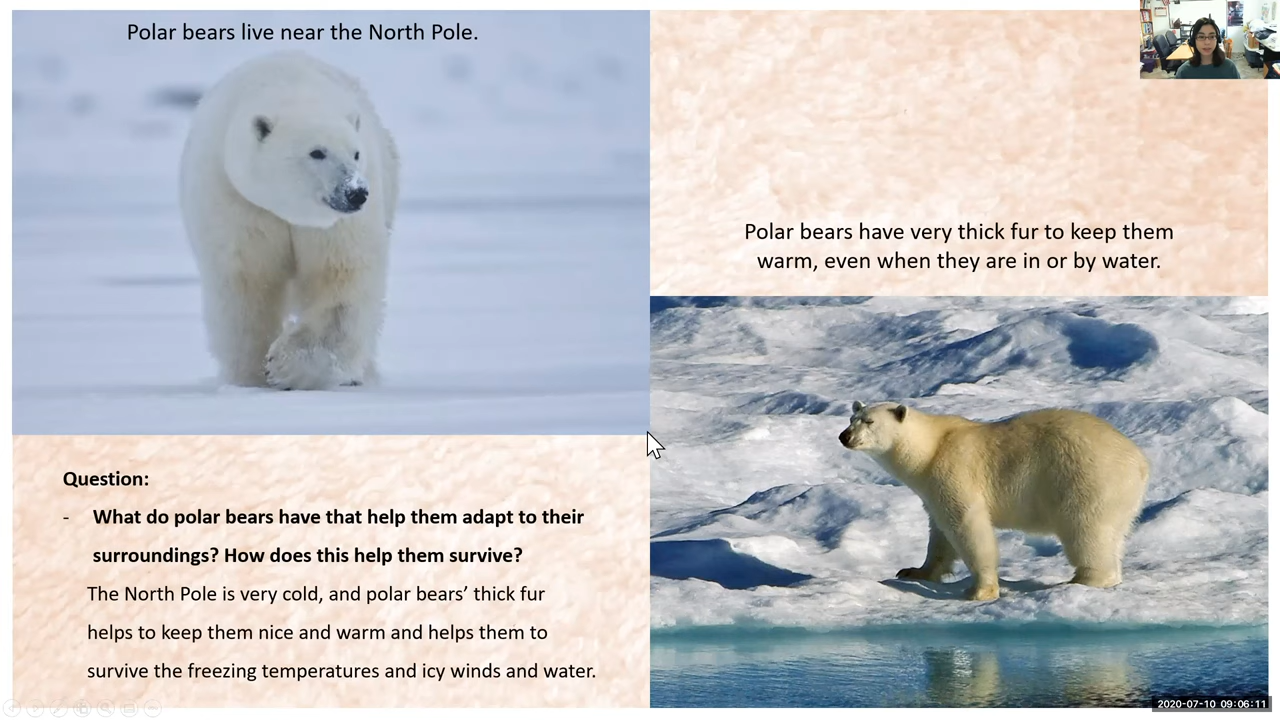 Polar bears live near the North Pole.
Polar bears have very thick fur to keep them
warm, even when they are in or by water.
Question:
- What do polar bears have that help them adapt to their
surroundings? How does this help them survive?
The North Pole is very cold, and polar bears’ thick fur
helps to keep them nice and warm and helps them to
survive the freezing temperatures and icy winds and water.
2020-07-10 09:06:11